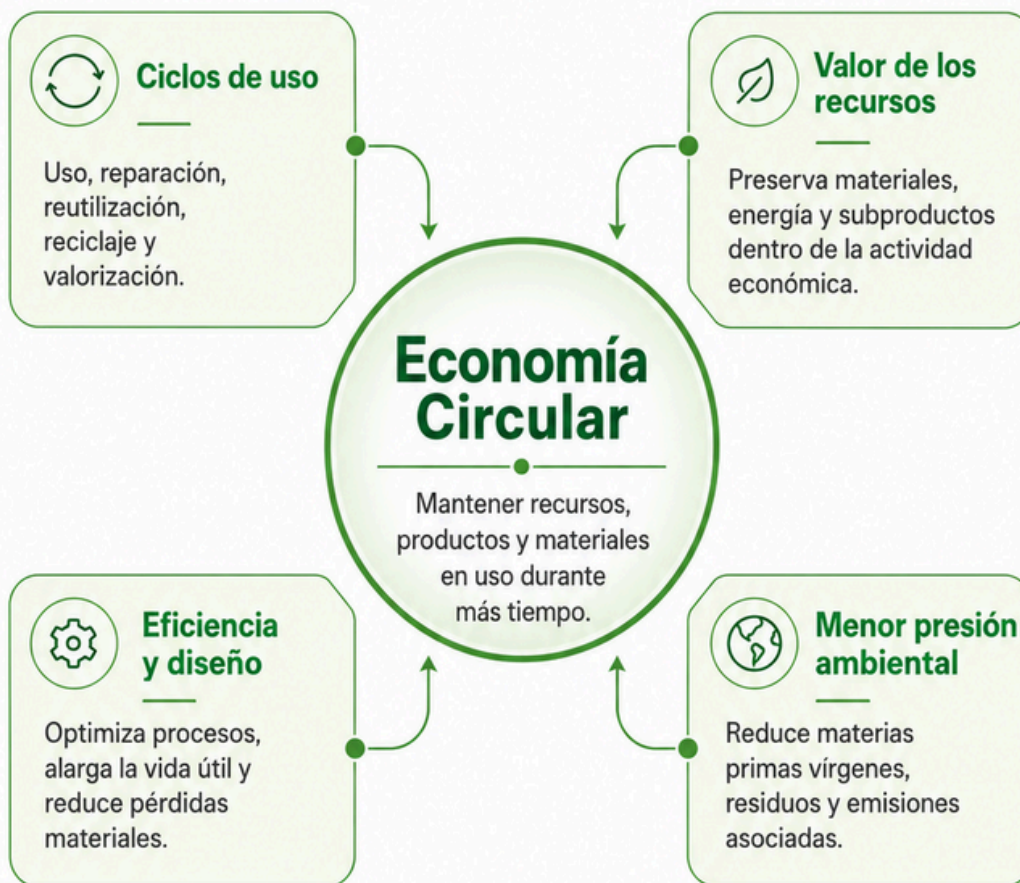 Ciclos de uso
Uso, reparación,
reutilización,
reciclaje y
valorización.
Valor de los
recursos
Preserva materiales,
energía y subproductos
dentro de la actividad
económica.
Economía
Circular
Mantener recursos,
productos y materiales
en uso durante
más tiempo.
Eficiencia
y diseño
Optimiza procesos,
alarga la vida útil y
reduce pérdidas
materiales.
Menor presión
ambiental
Reduce materias
primas vírgenes,
residuos y emisiones
asociadas.